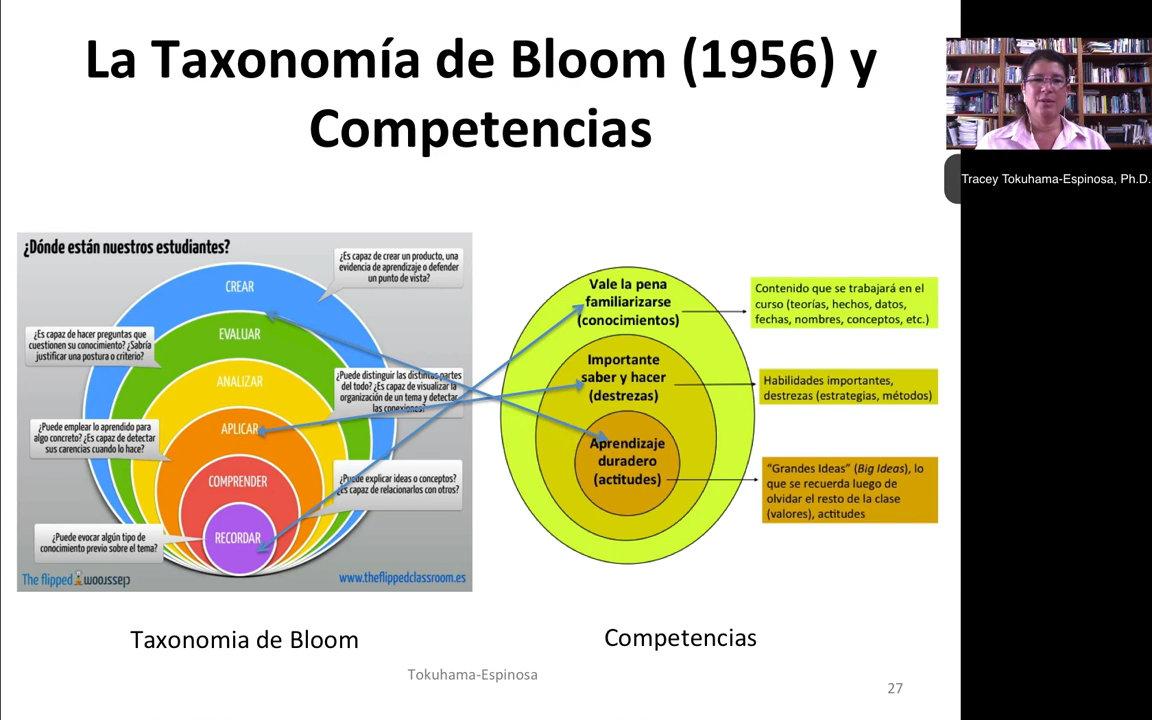 La Taxonomía de Bloom (1956) y
Competencias
Tracey Tokuhama-Espinosa, Ph.D.
¿Dónde están nuestros estudiantes?
¿Es capaz de crear un producto, una
evidencia de aprendizaje o defender
un punto de vista?
CREAR
¿Es capaz de hacer preguntas que
cuestionen su conocimiento? ¿Sabría
justificar una postura o criterio?
EVALUAR
ANALIZAR
¿Puede distinguir las distintas partes
del todo? ¿Es capaz de visualizar la
organización de un tema y detectar
las conexiones?
¿Puede emplear lo aprendido para
algo concreto? ¿Es capaz de detectar
sus carencias cuando lo hace?
APLICAR
COMPRENDER
¿Puede explicar ideas o conceptos?
¿Es capaz de relacionarlos con otros?
RECORDAR
¿Puede evocar algún tipo de
conocimiento previo sobre el tema?
The flipped classroom
www.theflippedclassroom.es
Taxonomia de Bloom
Vale la pena
familiarizarse
(conocimientos)
Contenido que se trabajará en el
curso (teorías, hechos, datos,
fechas, nombres, conceptos, etc.)
Importante
saber y hacer
(destrezas)
Habilidades importantes,
destrezas (estrategias, métodos)
Aprendizaje
duradero
(actitudes)
“Grandes Ideas” (Big Ideas), lo
que se recuerda luego de
olvidar el resto de la clase
(valores), actitudes
Competencias
Tokuhama-Espinosa
27